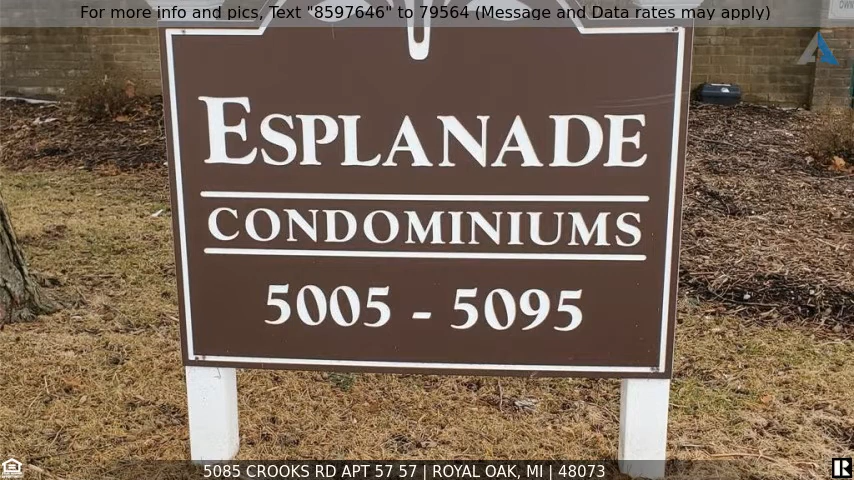 For more info and pics, Text "8597646" to 79564 (Message and Data rates may apply)
ESPLANADE
CONDOMINIUMS
5005 - 5095
5085 CROOKS RD APT 57 57 | ROYAL OAK, MI | 48073